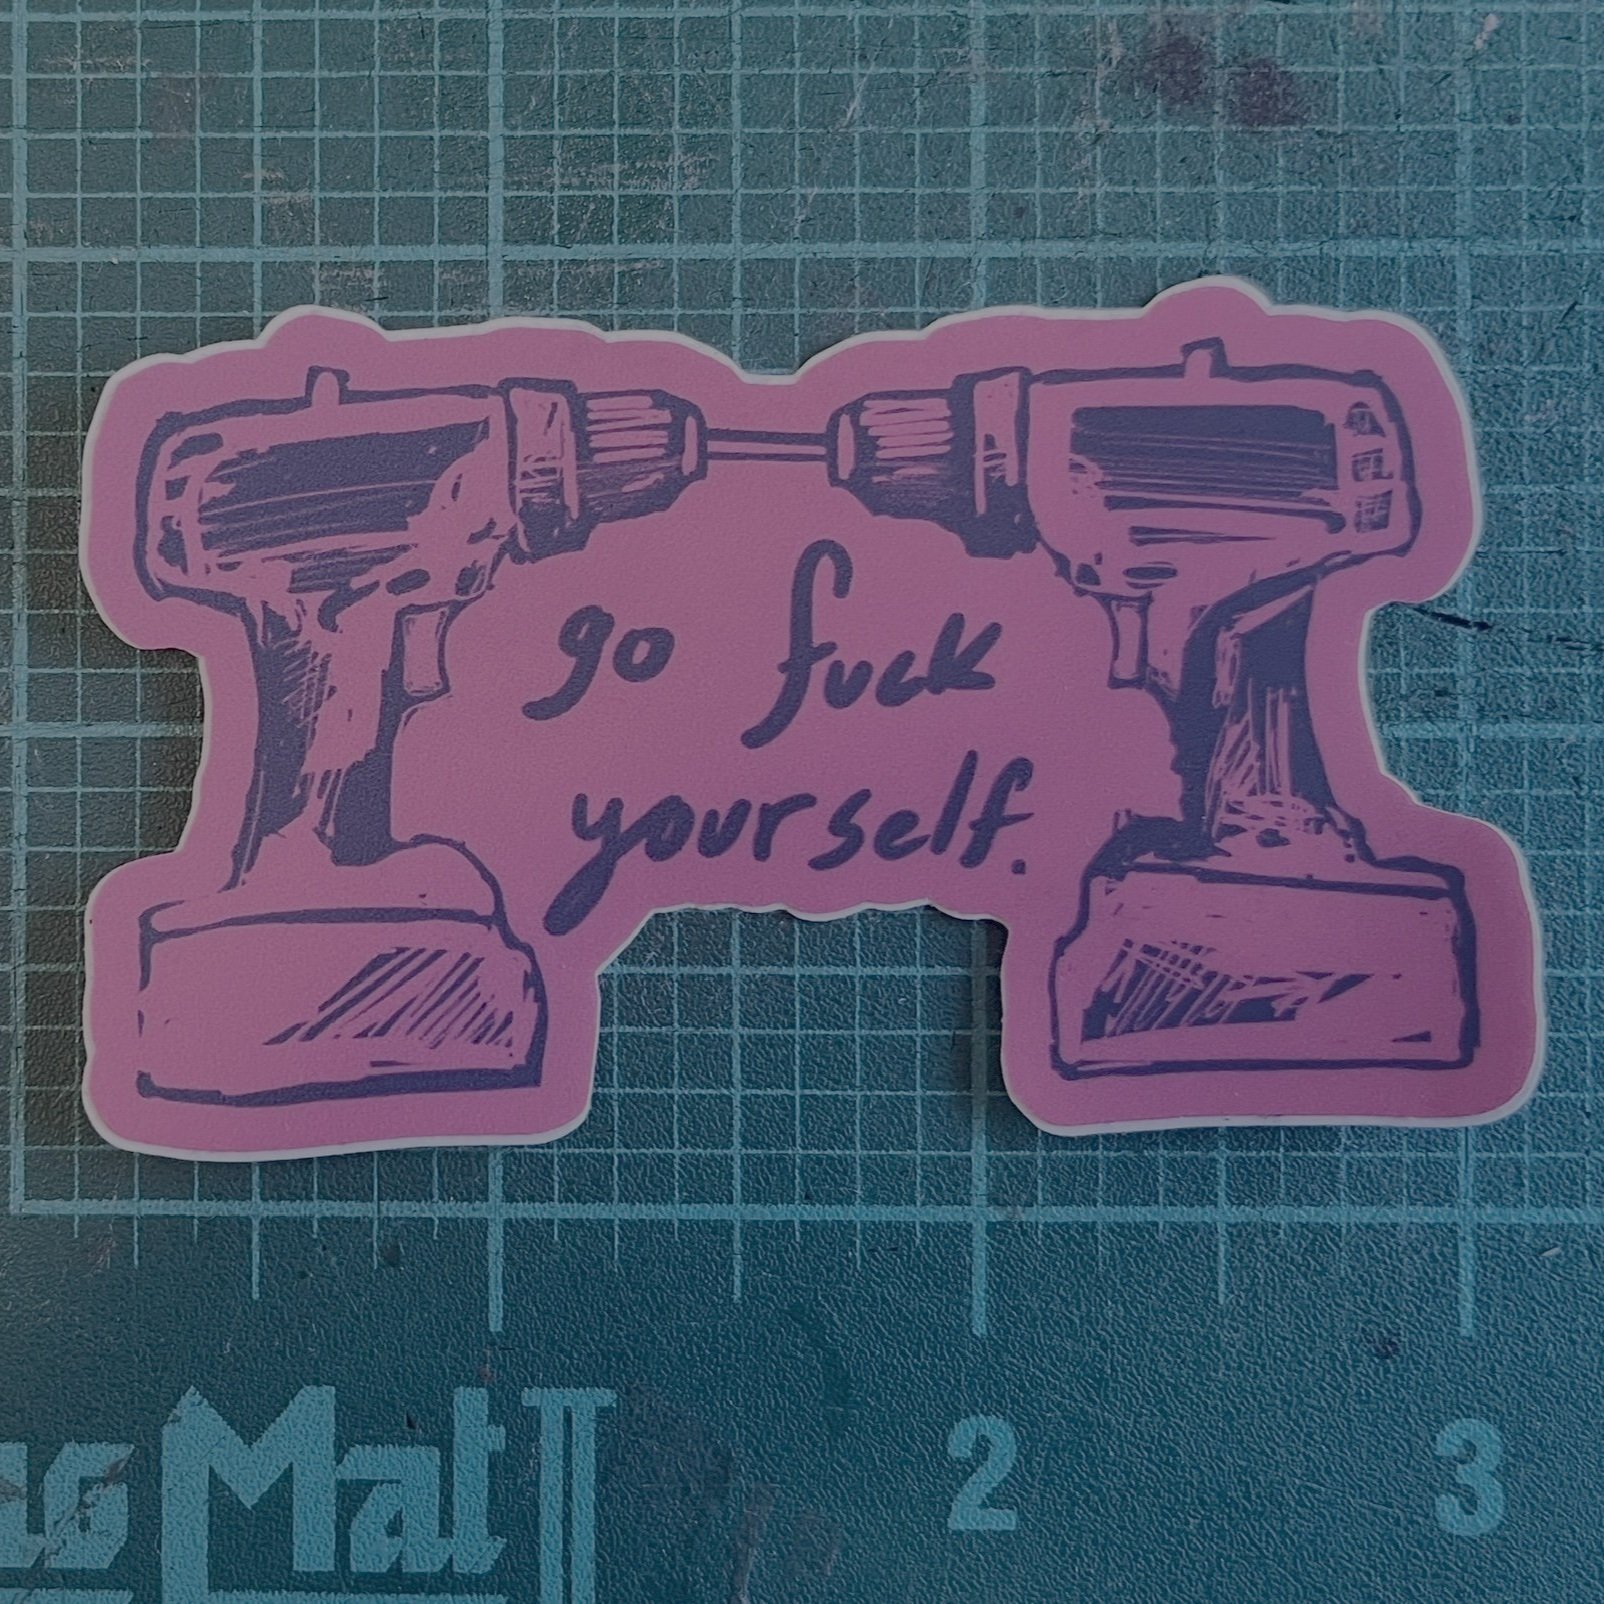 go fuck
yourself.
Mat II
2 3